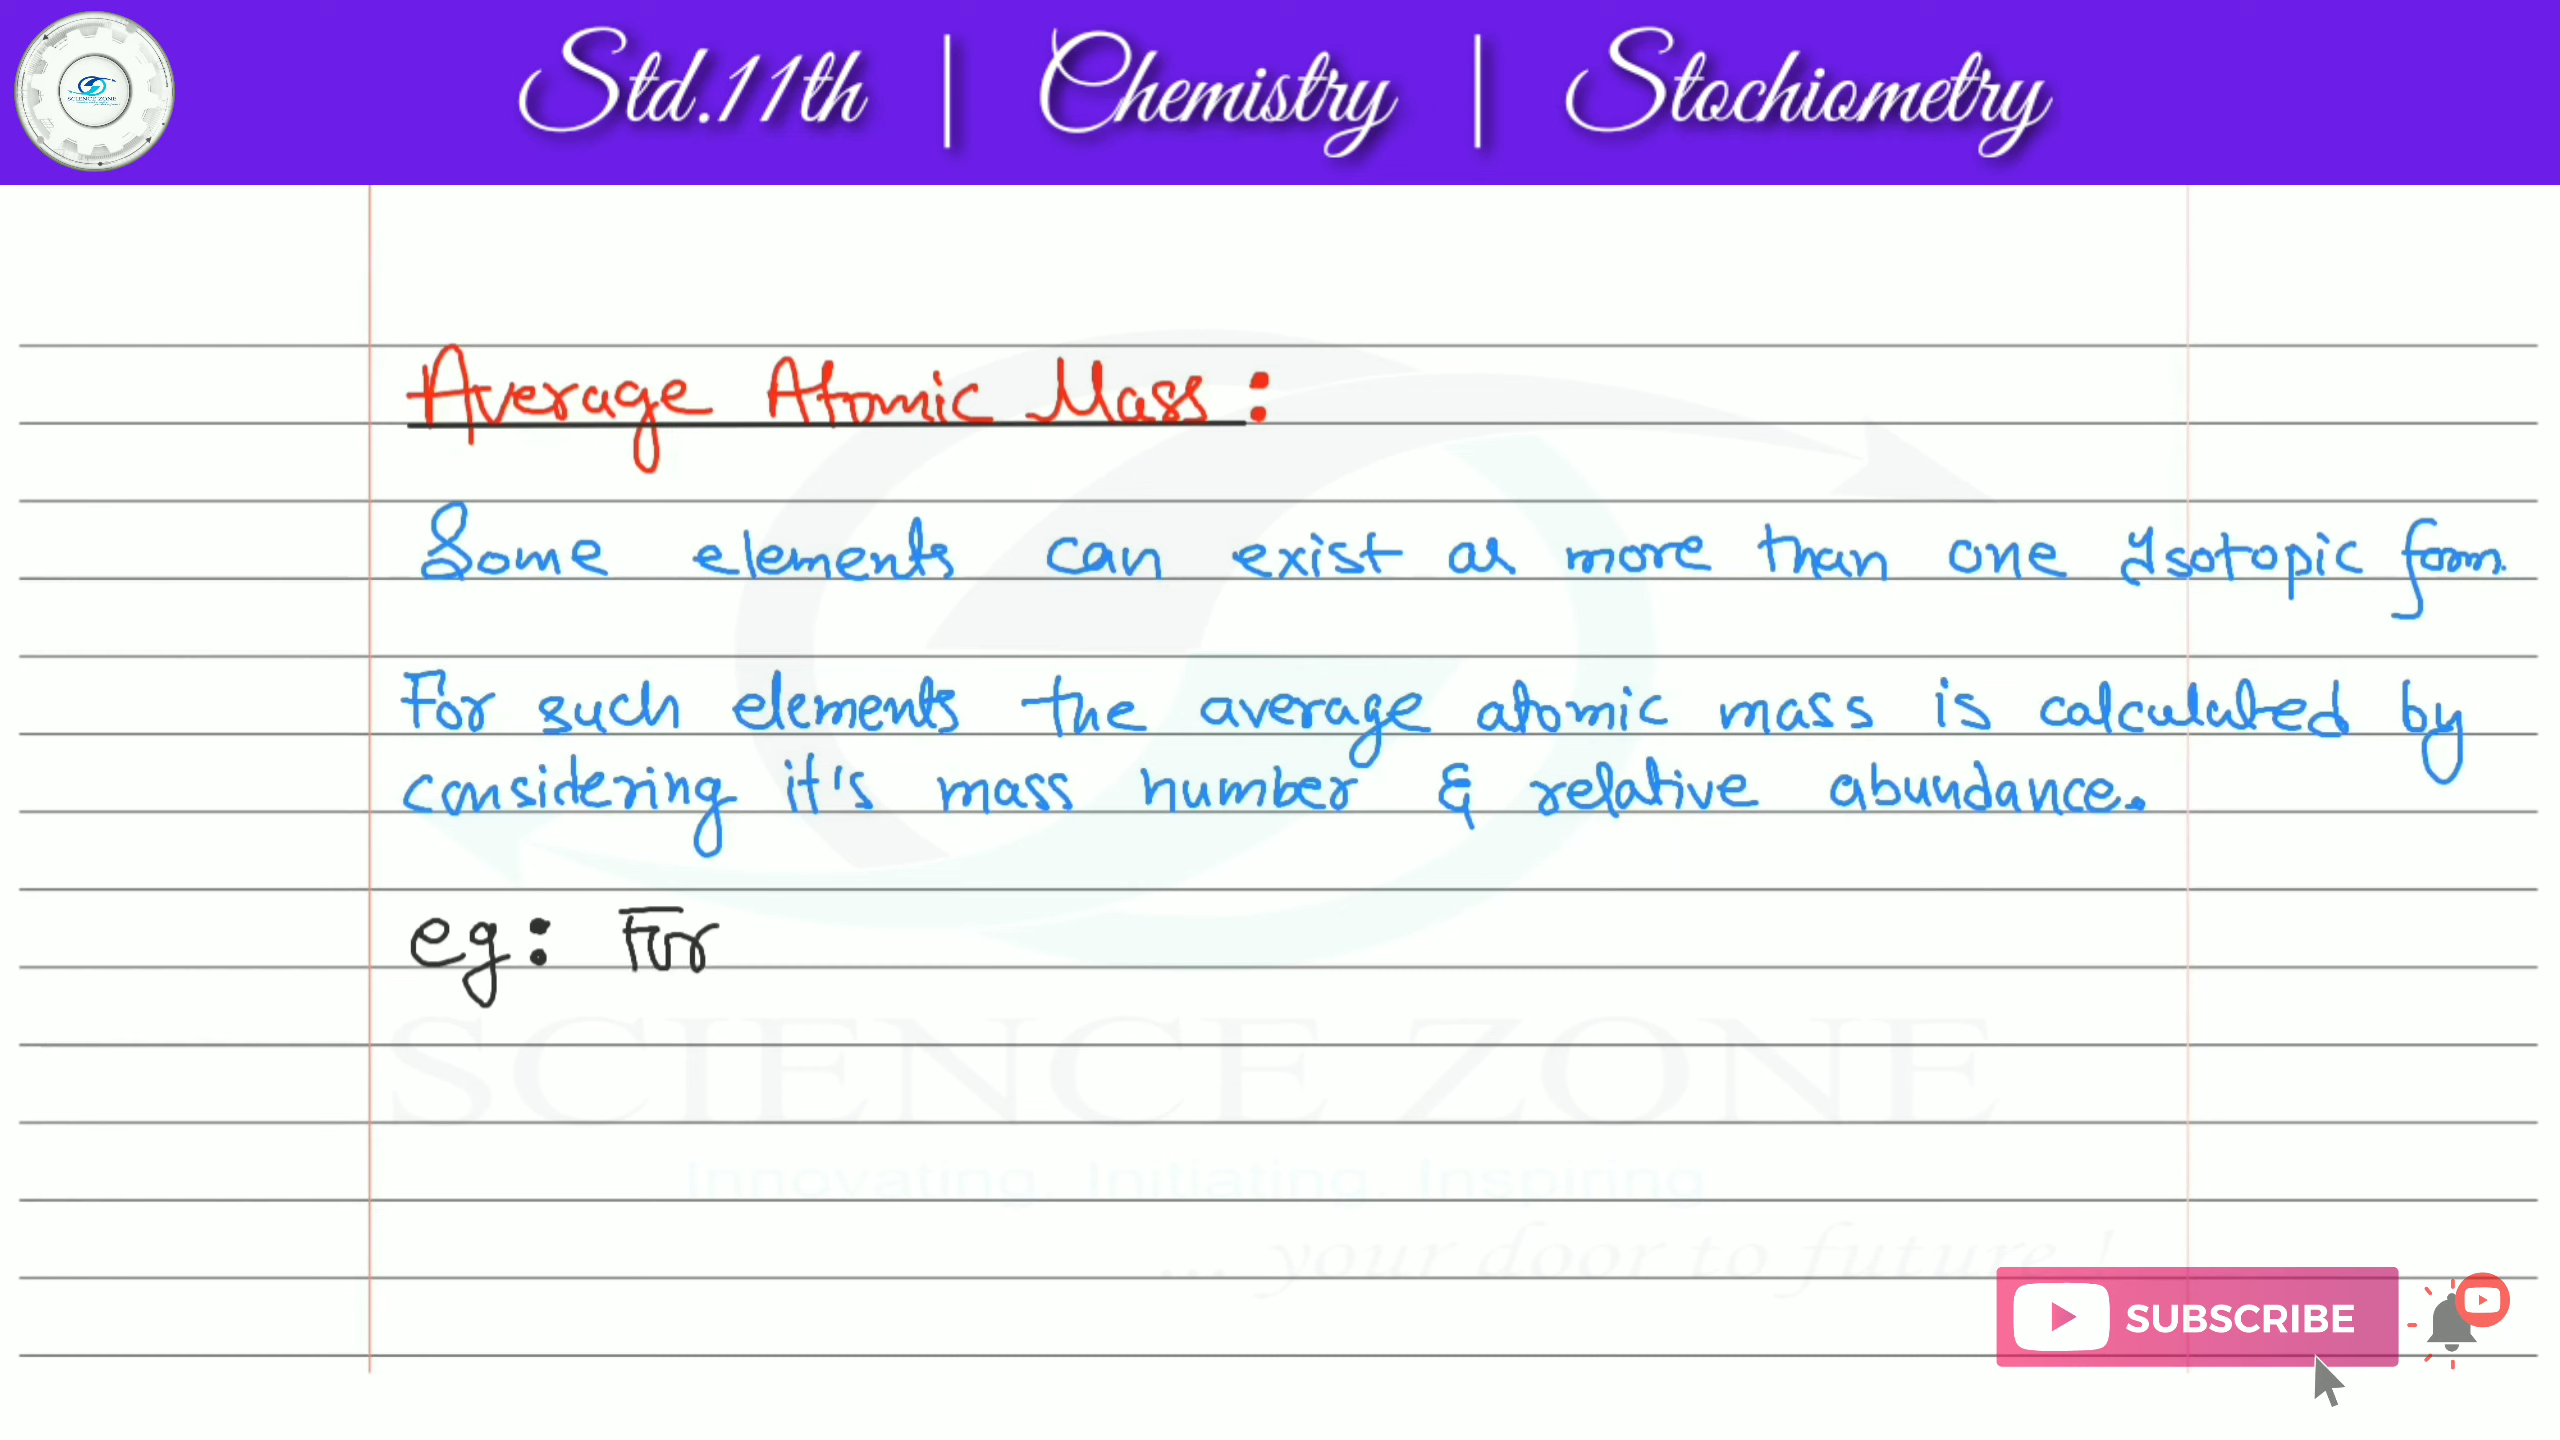 Std.11th | Chemistry | Stochiometry
SCIENCE ZONE
Average Atomic Mass :
Some elements can exist as more than one Isotopic form.
For such elements the average atomic mass is calculated by
considering it's mass number & relative abundance.
eg: For
SCIENCE ZONE
Innovating, Initiating, Inspiring
... your door to future !
SUBSCRIBE